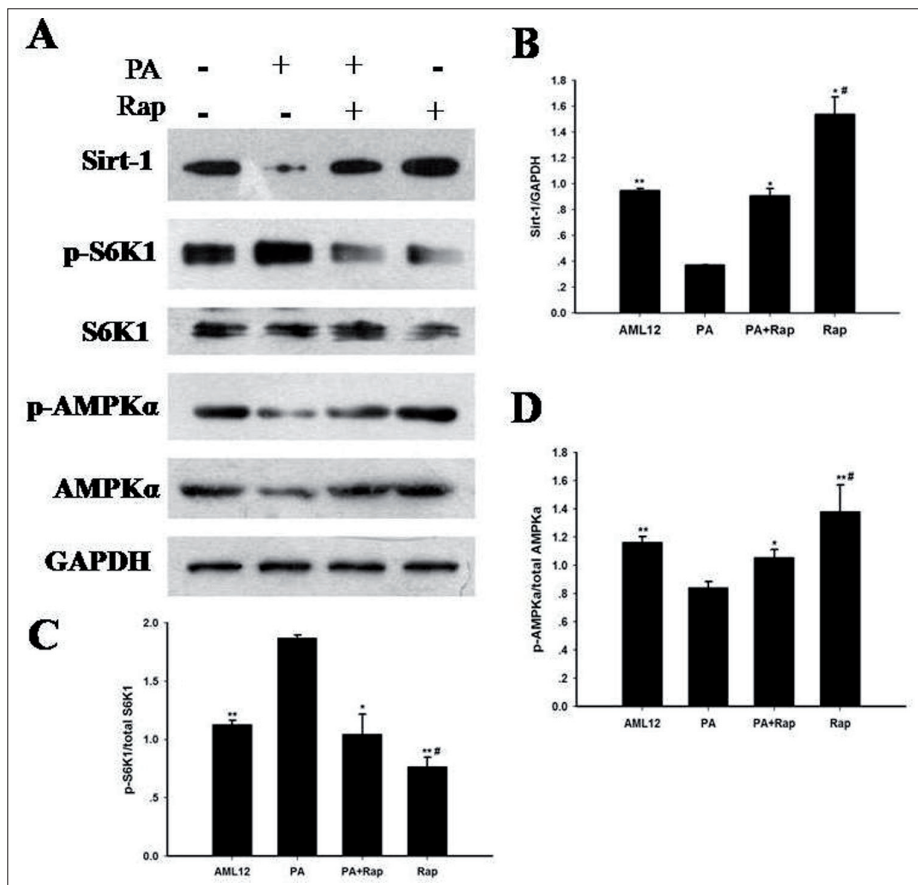 A
PA - + + -
Rap - - + +
Sirt-1
p-S6K1
S6K1
p-AMPKα
AMPKα
GAPDH
B
Sirt-1/GAPDH
1.8
1.6
1.4
1.2
1.0
.8
.6
.4
.2
0.0
**
*
* #
AML12 PA PA+Rap Rap
C
p-S6K1/total S6K1
2.0
1.5
1.0
.5
0.0
**
*
** #
AML12 PA PA+Rap Rap
D
p-AMPKa/total AMPKa
1.8
1.6
1.4
1.2
1.0
.8
.6
.4
.2
0.0
**
*
**#
AML12 PA PA+Rap Rap